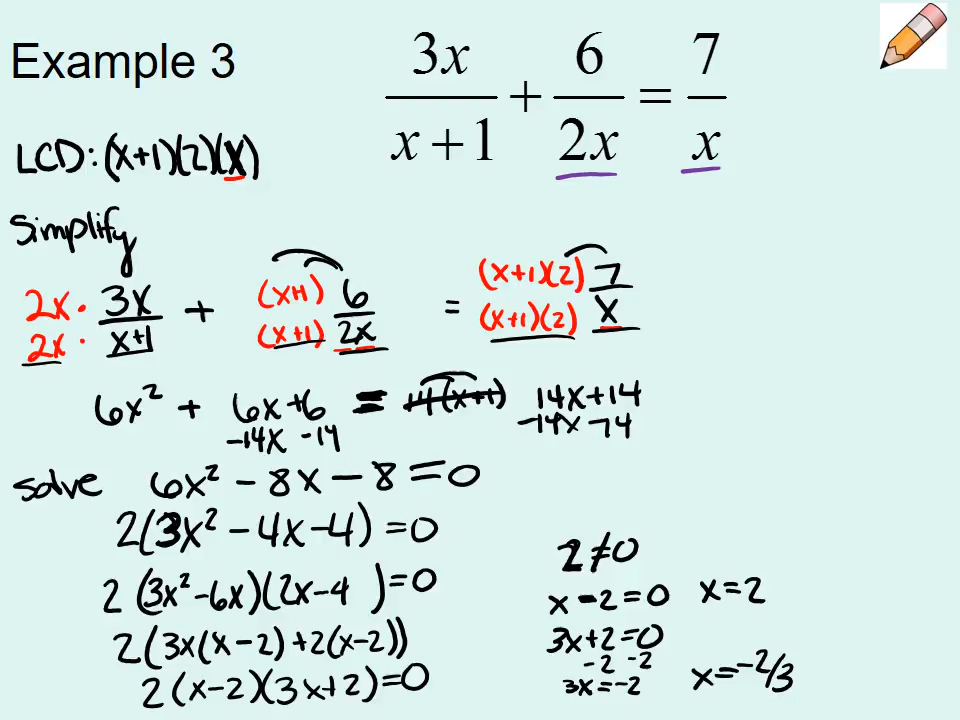 Example 3
3x/(x+1) + 6/(2x) = 7/x
LCD: (x+1)(2)(x)
Simplify
(2x · 3x)/(2x · x+1) + ((x+1) 6)/((x+1) 2x) = ((x+1)(2) 7)/((x+1)(2) x)
6x² + 6x+6 = 14(x+1) 14x+14
-14x -14 -14x -14
solve 6x² - 8x - 8 = 0
2(3x² - 4x - 4) = 0
2 (3x² - 6x)(2x - 4) = 0
2(3x(x - 2) + 2(x - 2))
2(x-2)(3x+2) = 0
2 ≠ 0
x - 2 = 0 x = 2
3x + 2 = 0
-2 -2
3x = -2 x = -2/3